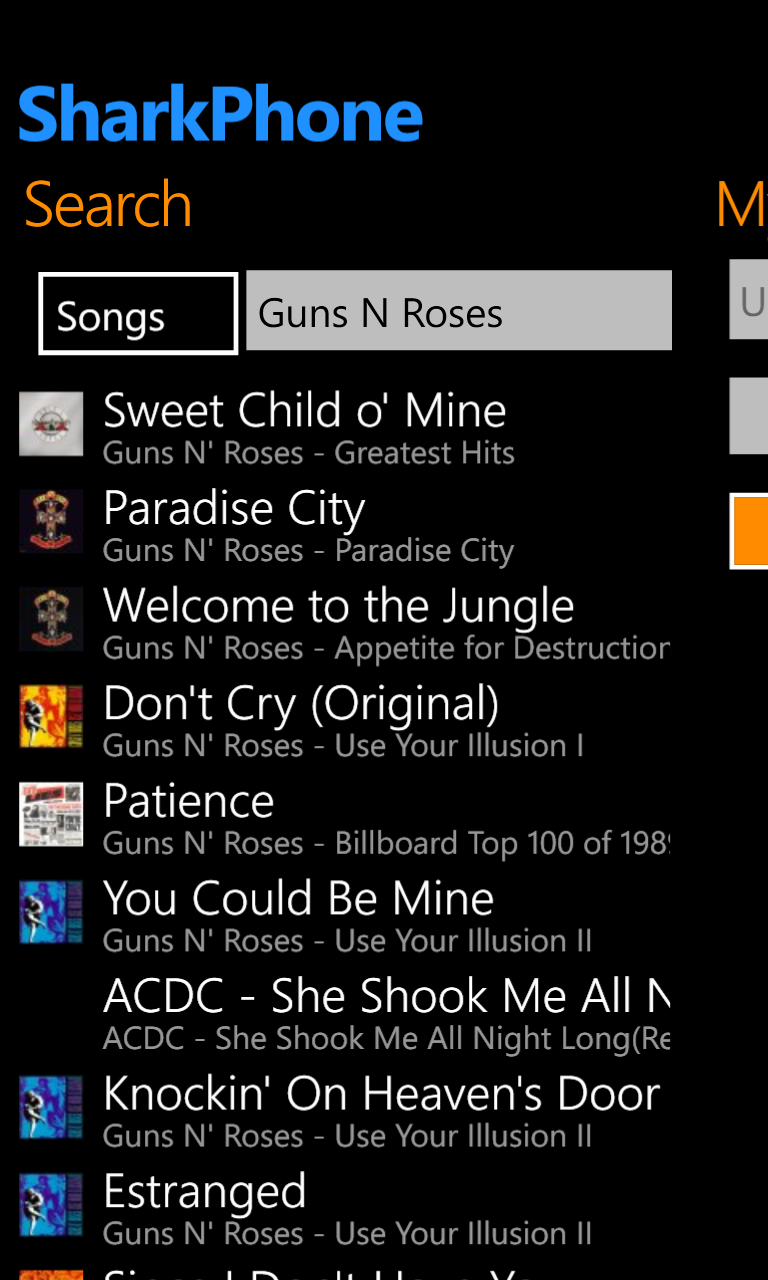 SharkPhone
Search
My
Songs
Guns N Roses
U
Sweet Child o' Mine
Guns N' Roses - Greatest Hits
Paradise City
Guns N' Roses - Paradise City
Welcome to the Jungle
Guns N' Roses - Appetite for Destruction
Don't Cry (Original)
Guns N' Roses - Use Your Illusion I
Patience
Guns N' Roses - Billboard Top 100 of 1989
You Could Be Mine
Guns N' Roses - Use Your Illusion II
ACDC - She Shook Me All N
ACDC - She Shook Me All Night Long(Re
Knockin' On Heaven's Door
Guns N' Roses - Use Your Illusion II
Estranged
Guns N' Roses - Use Your Illusion II